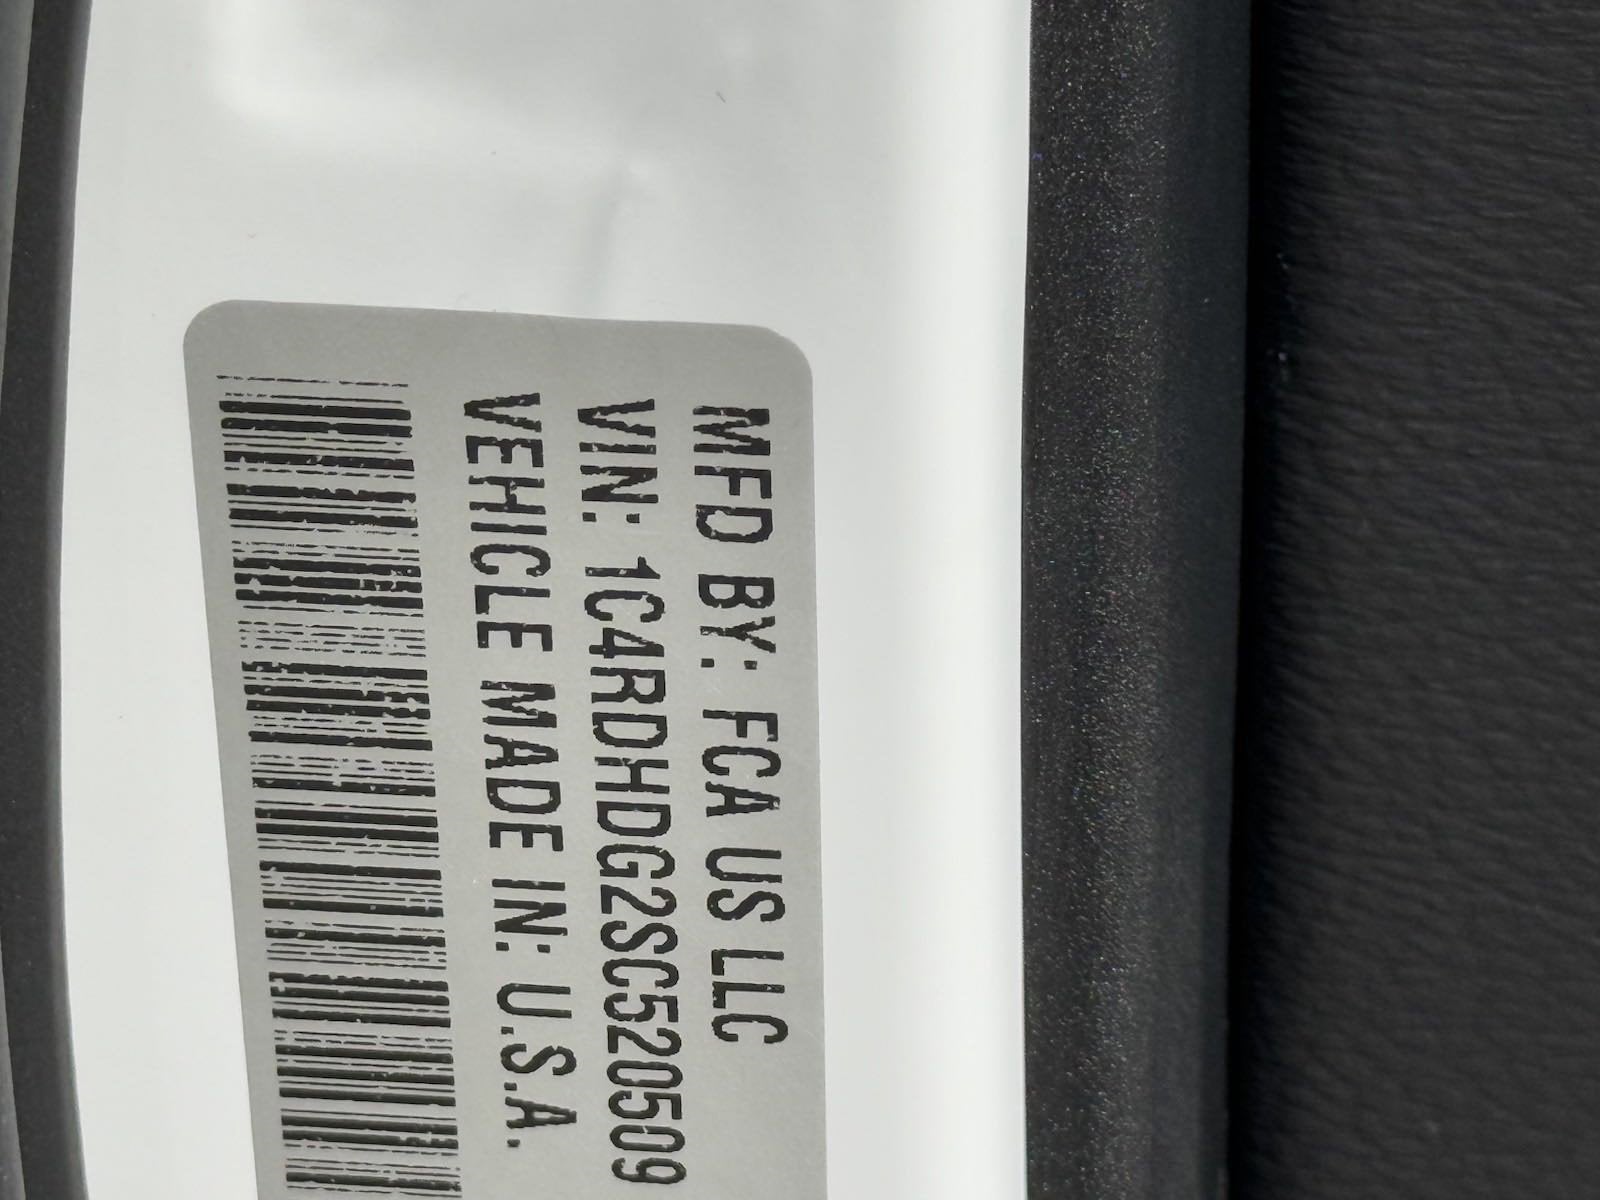 MFD BY: FCA US LLC
VIN: 1C4RDHDG2SC520509
VEHICLE MADE IN: U.S.A.